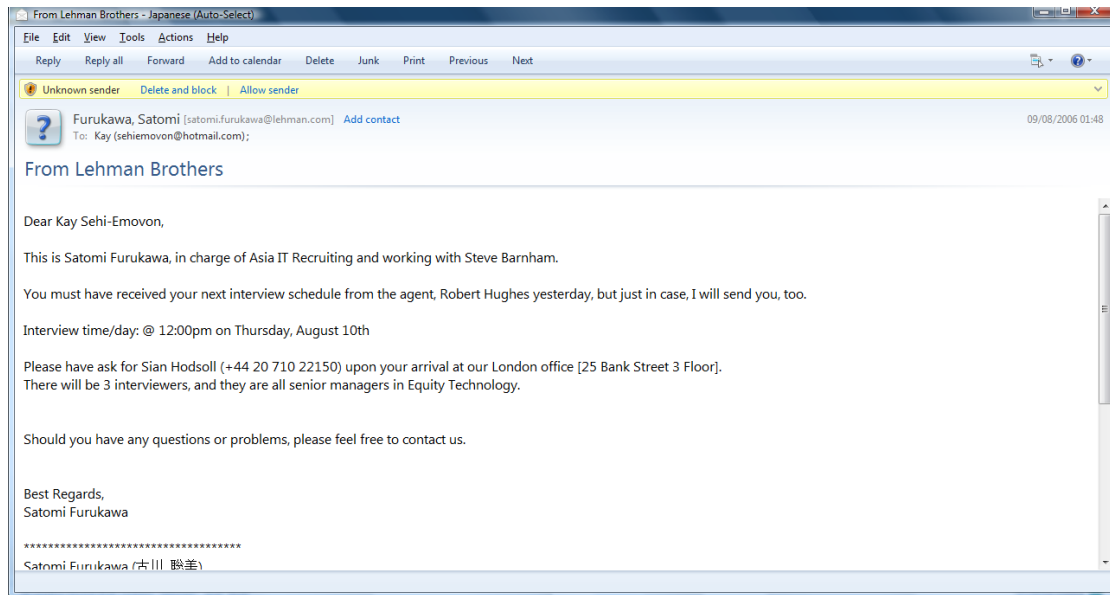 From Lehman Brothers - Japanese (Auto-Select)
File Edit View Tools Actions Help
Reply Reply all Forward Add to calendar Delete Junk Print Previous Next
Unknown sender Delete and block | Allow sender
Furukawa, Satomi [satomi.furukawa@lehman.com] Add contact
09/08/2006 01:48
To: Kay (sehiemovon@hotmail.com);
From Lehman Brothers
Dear Kay Sehi-Emovon,
This is Satomi Furukawa, in charge of Asia IT Recruiting and working with Steve Barnham.
You must have received your next interview schedule from the agent, Robert Hughes yesterday, but just in case, I will send you, too.
Interview time/day: @ 12:00pm on Thursday, August 10th
Please have ask for Sian Hodsoll (+44 20 710 22150) upon your arrival at our London office [25 Bank Street 3 Floor].
There will be 3 interviewers, and they are all senior managers in Equity Technology.
Should you have any questions or problems, please feel free to contact us.
Best Regards,
Satomi Furukawa
************************************
Satomi Furukawa (古川 聡美)